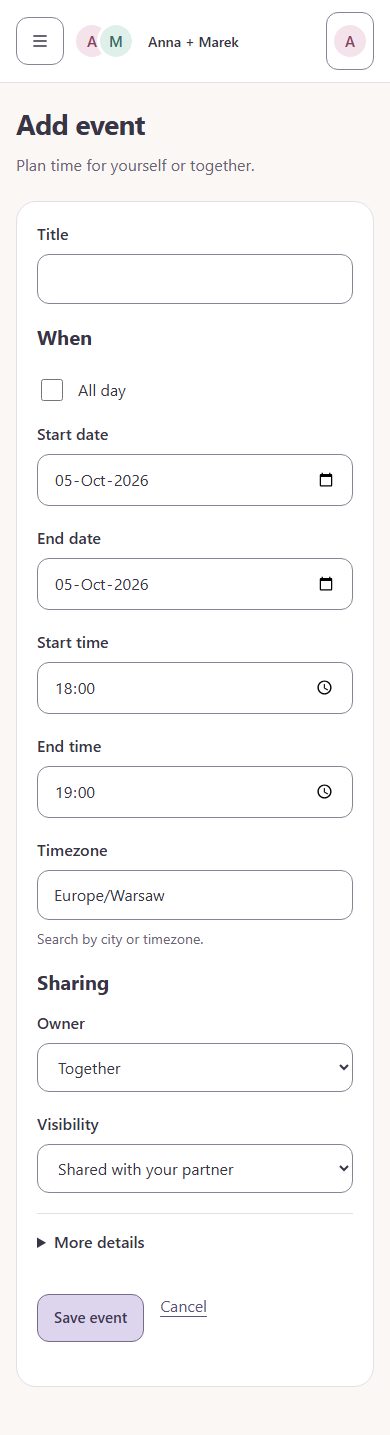 A M Anna + Marek A
Add event
Plan time for yourself or together.
Title
When
All day
Start date
05-Oct-2026
End date
05-Oct-2026
Start time
18:00
End time
19:00
Timezone
Europe/Warsaw
Search by city or timezone.
Sharing
Owner
Together
Visibility
Shared with your partner
More details
Save event Cancel